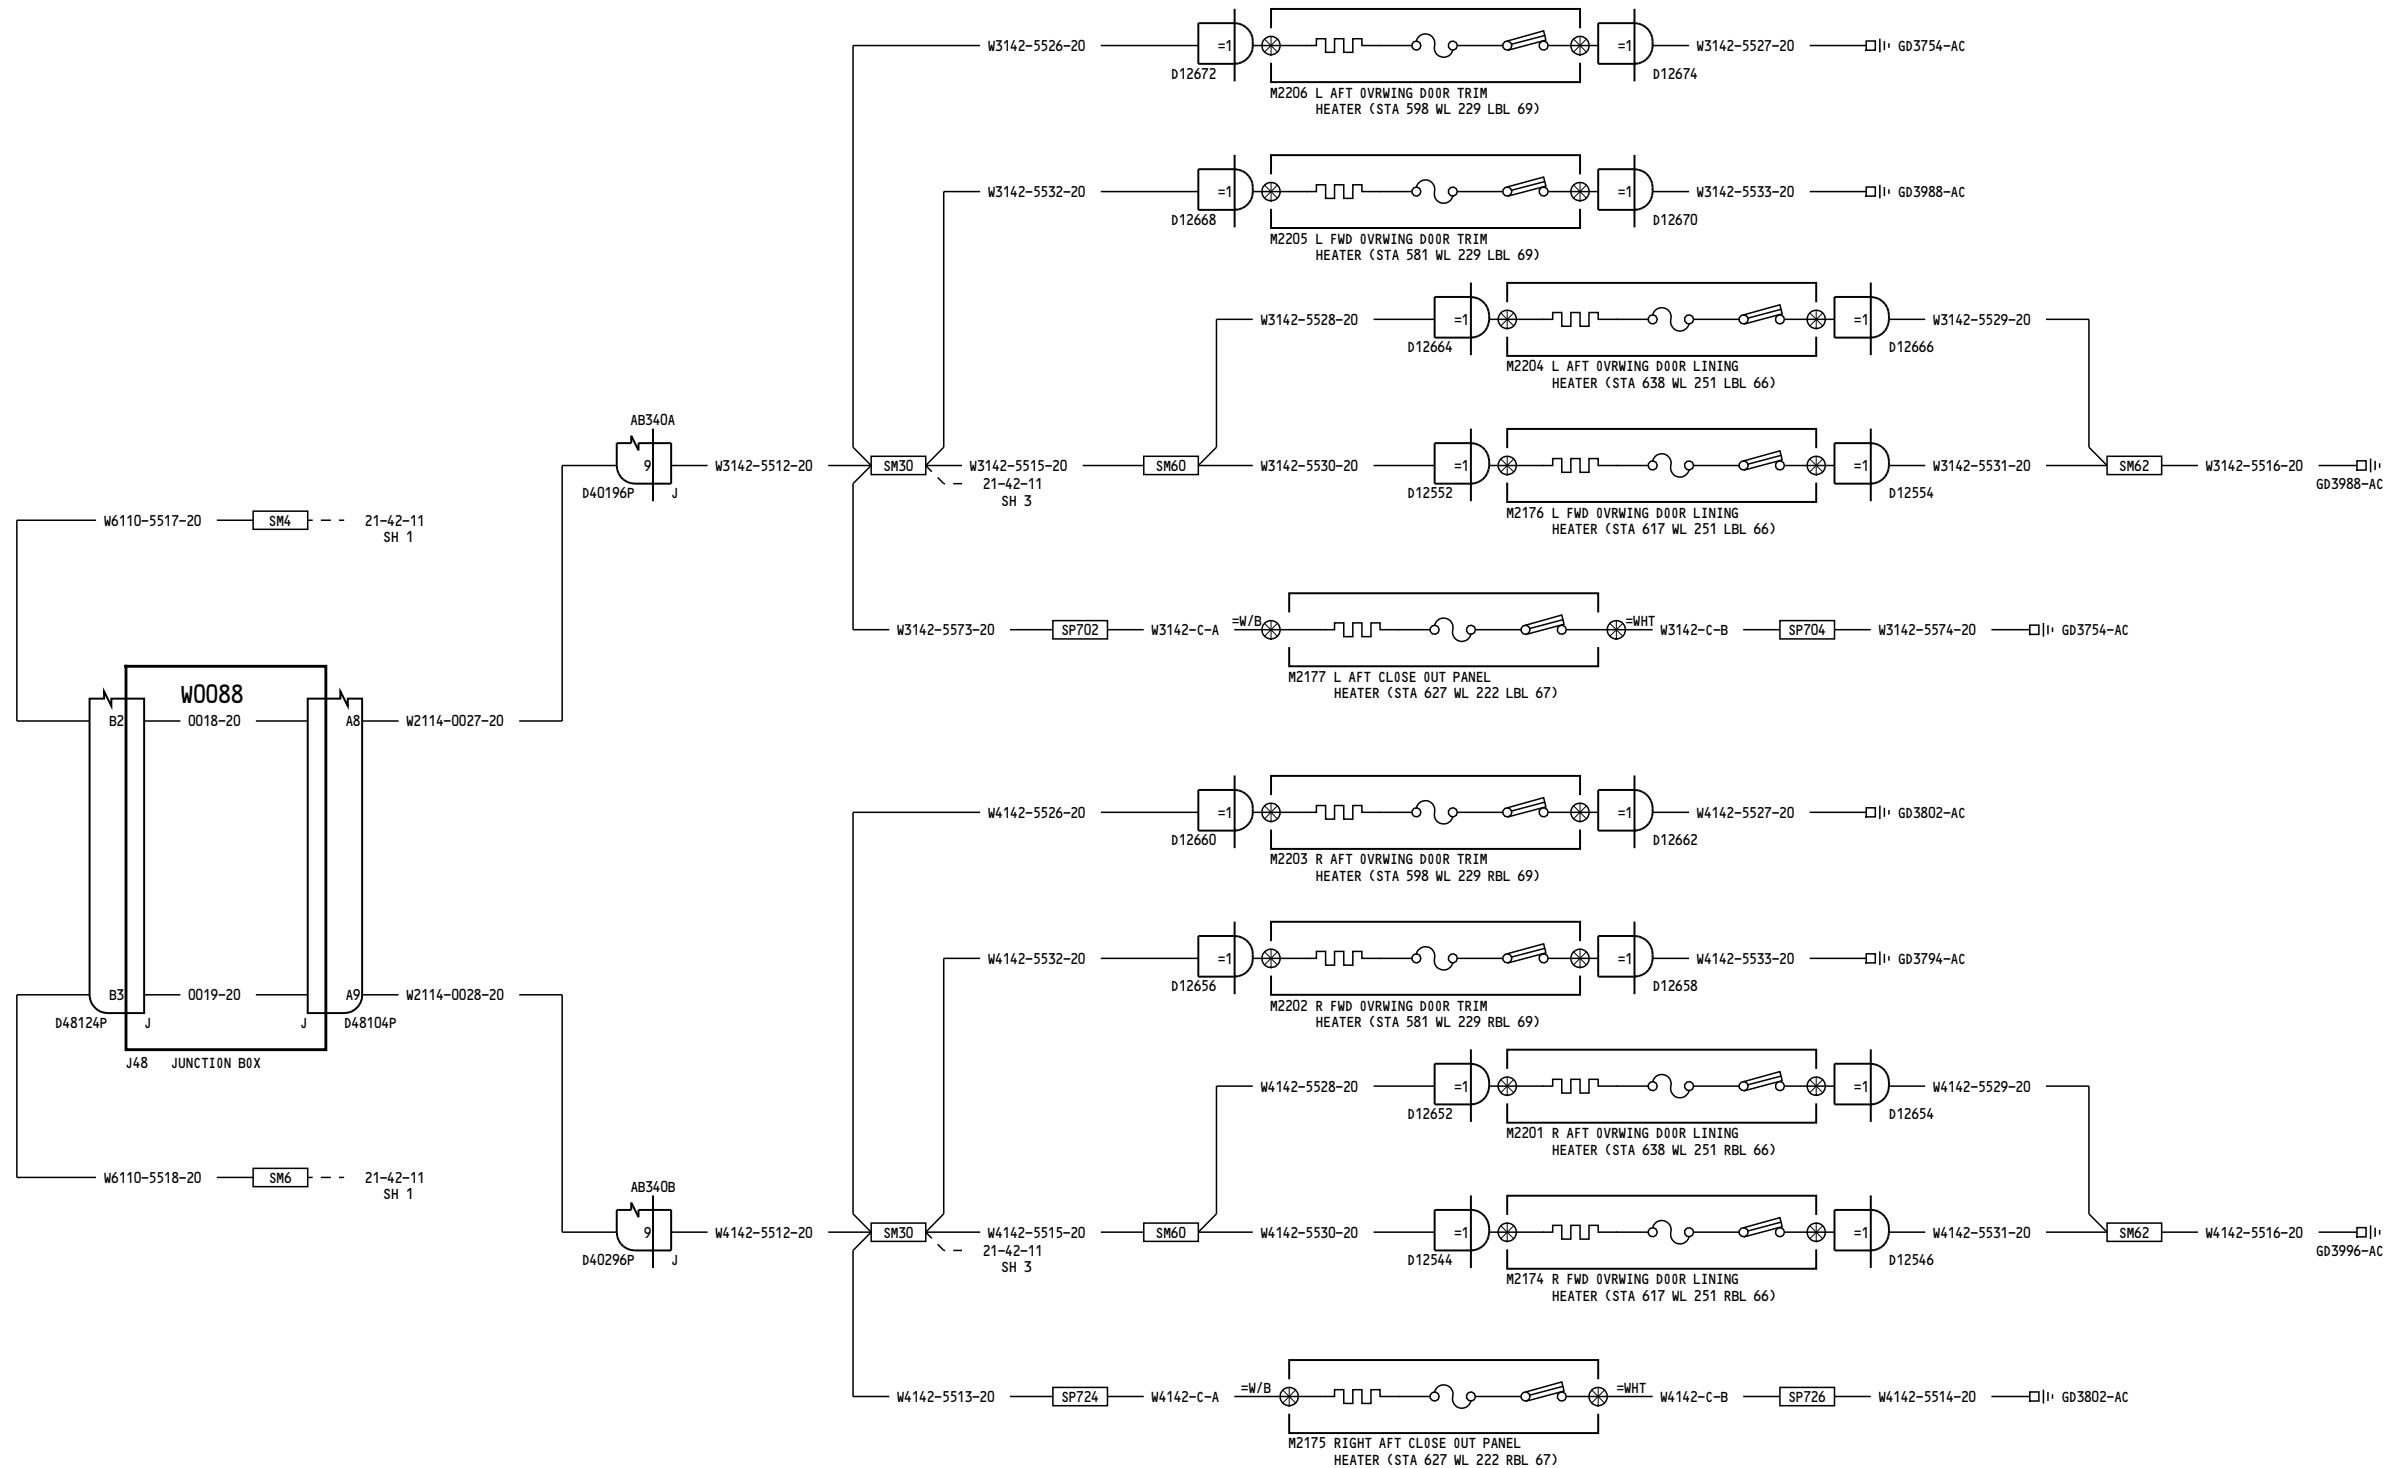 W3142-5526-20
=1
=1
W3142-5527-20
GD3754-AC
D12672
D12674
M2206 L AFT OVRWING DOOR TRIM
HEATER (STA 598 WL 229 LBL 69)
W3142-5532-20
=1
=1
W3142-5533-20
GD3988-AC
D12668
D12670
M2205 L FWD OVRWING DOOR TRIM
HEATER (STA 581 WL 229 LBL 69)
W3142-5528-20
=1
=1
W3142-5529-20
D12664
D12666
M2204 L AFT OVRWING DOOR LINING
HEATER (STA 638 WL 251 LBL 66)
AB340A
9
W3142-5512-20
SM30
W3142-5515-20
SM60
W3142-5530-20
=1
=1
W3142-5531-20
SM62
W3142-5516-20
GD3988-AC
D40196P
J
21-42-11
SH 3
D12552
D12554
M2176 L FWD OVRWING DOOR LINING
HEATER (STA 617 WL 251 LBL 66)
W6110-5517-20
SM4
21-42-11
SH 1
W3142-5573-20
SP702
W3142-C-A
=W/B
=WHT
W3142-C-B
SP704
W3142-5574-20
GD3754-AC
M2177 L AFT CLOSE OUT PANEL
HEATER (STA 627 WL 222 LBL 67)
W0088
B2
0018-20
A8
W2114-0027-20
W4142-5526-20
=1
=1
W4142-5527-20
GD3802-AC
D12660
D12662
M2203 R AFT OVRWING DOOR TRIM
HEATER (STA 598 WL 229 RBL 69)
W4142-5532-20
=1
=1
W4142-5533-20
GD3794-AC
D12656
D12658
M2202 R FWD OVRWING DOOR TRIM
HEATER (STA 581 WL 229 RBL 69)
B3
0019-20
A9
W2114-0028-20
D48124P
J
J
D48104P
J48 JUNCTION BOX
W4142-5528-20
=1
=1
W4142-5529-20
D12652
D12654
M2201 R AFT OVRWING DOOR LINING
HEATER (STA 638 WL 251 RBL 66)
W6110-5518-20
SM6
21-42-11
SH 1
AB340B
9
W4142-5512-20
SM30
W4142-5515-20
SM60
W4142-5530-20
=1
=1
W4142-5531-20
SM62
W4142-5516-20
GD3996-AC
D40296P
J
21-42-11
SH 3
D12544
D12546
M2174 R FWD OVRWING DOOR LINING
HEATER (STA 617 WL 251 RBL 66)
W4142-5513-20
SP724
W4142-C-A
=W/B
=WHT
W4142-C-B
SP726
W4142-5514-20
GD3802-AC
M2175 RIGHT AFT CLOSE OUT PANEL
HEATER (STA 627 WL 222 RBL 67)